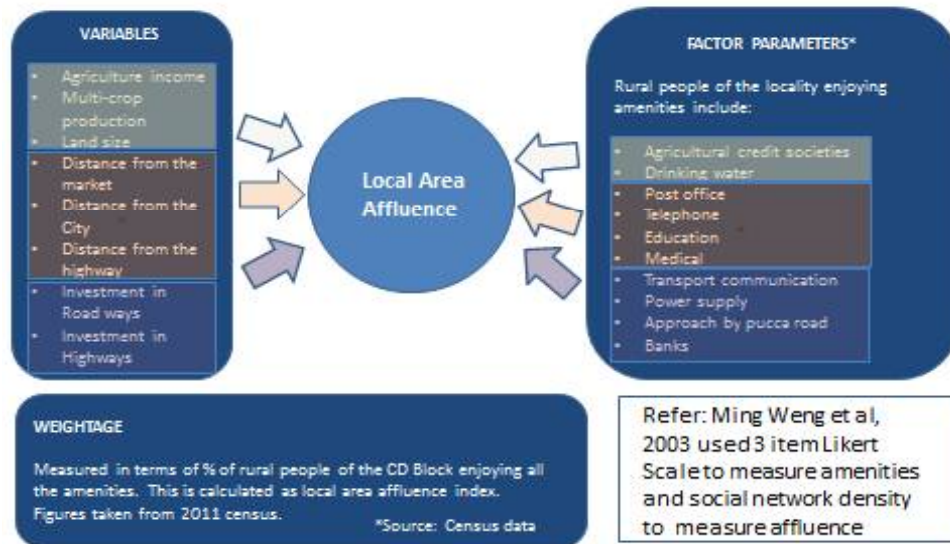 VARIABLES
• Agriculture income
• Multi-crop
production
• Land size
• Distance from the
market
• Distance from the
City
• Distance from the
highway
• Investment in
Road ways
• Investment in
Highways
Local Area
Affluence
FACTOR PARAMETERS*
Rural people of the locality enjoying
amenities include:
• Agricultural credit societies
• Drinking water
• Post office
• Telephone
• Education
• Medical
• Transport communication
• Power supply
• Approach by pucca road
• Banks
WEIGHTAGE
Measured in terms of % of rural people of the CD Block enjoying all
the amenities. This is calculated as local area affluence index.
Figures taken from 2011 census.
*Source: Census data
Refer: Ming Weng et al,
2003 used 3 item Likert
Scale to measure amenities
and social network density
to measure affluence